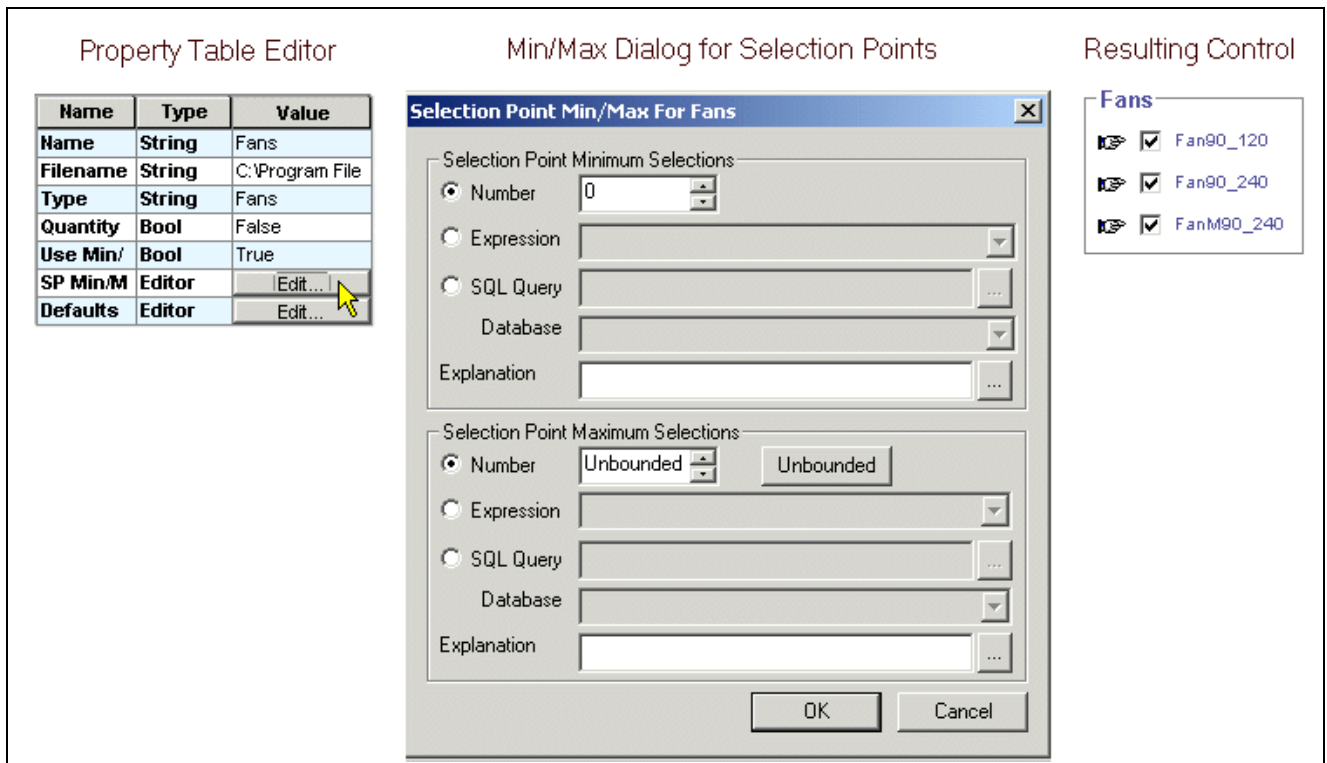 Property Table Editor
Min/Max Dialog for Selection Points
Resulting Control
Name Type Value
Name String Fans
Filename String C:\Program File
Type String Fans
Quantity Bool False
Use Min/ Bool True
SP Min/M Editor Edit...
Defaults Editor Edit...
Selection Point Min/Max For Fans
Selection Point Minimum Selections
Number 0
Expression
SQL Query ...
Database
Explanation ...
Selection Point Maximum Selections
Number Unbounded Unbounded
Expression
SQL Query ...
Database
Explanation ...
OK Cancel
Fans
Fan90_120
Fan90_240
FanM90_240